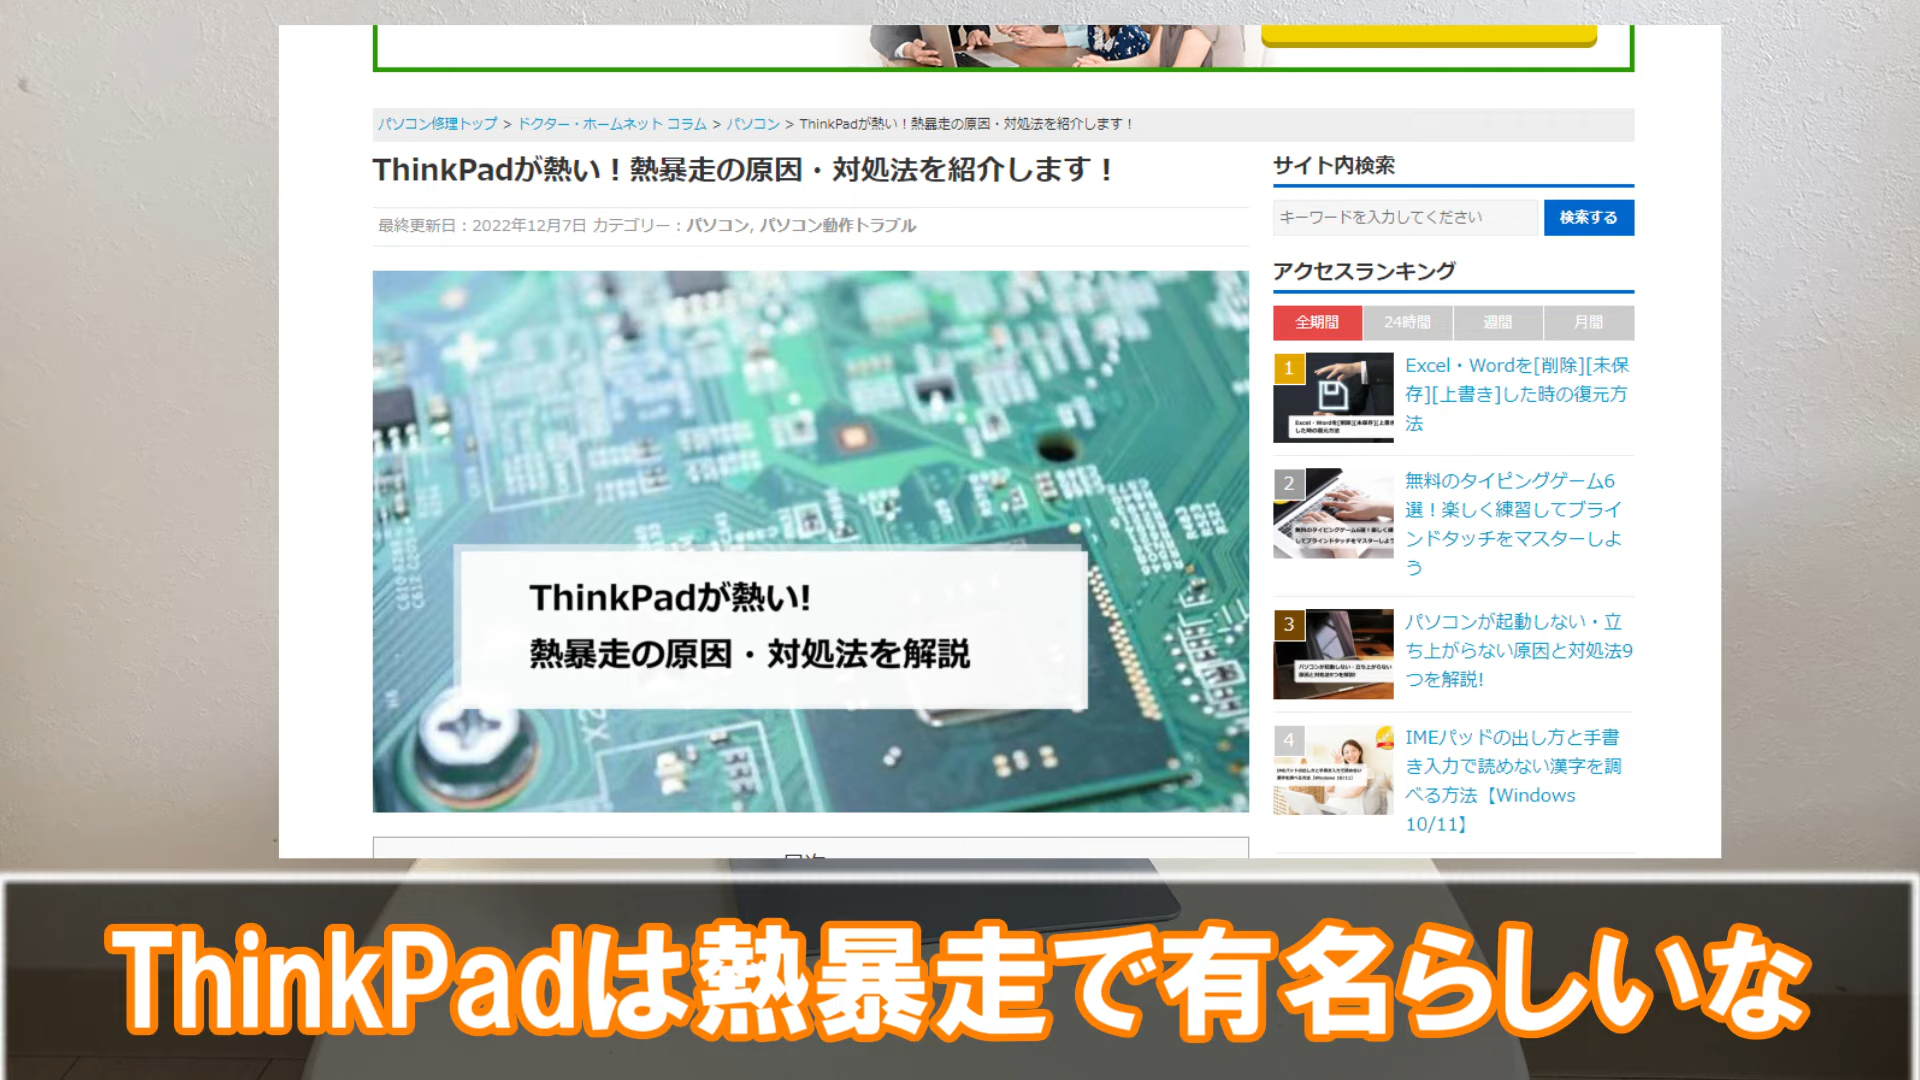 パソコン修理トップ > ドクター・ホームネット コラム > パソコン > ThinkPadが熱い！熱暴走の原因・対処法を紹介します！
ThinkPadが熱い！熱暴走の原因・対処法を紹介します！
最終更新日：2022年12月7日 カテゴリー：パソコン, パソコン動作トラブル
ThinkPadが熱い!
熱暴走の原因・対処法を解説
サイト内検索
キーワードを入力してください
検索する
アクセスランキング
全期間 24時間 週間 月間
1
Excel・Wordを[削除][未保
存][上書き]した時の復元方
法
2
無料のタイピングゲーム6
選！楽しく練習してブライ
ンドタッチをマスターしよ
う
3
パソコンが起動しない・立
ち上がらない原因と対処法9
つを解説!
4
IMEパッドの出し方と手書
き入力で読めない漢字を調
べる方法【Windows
10/11】
ThinkPadは熱暴走で有名らしいな